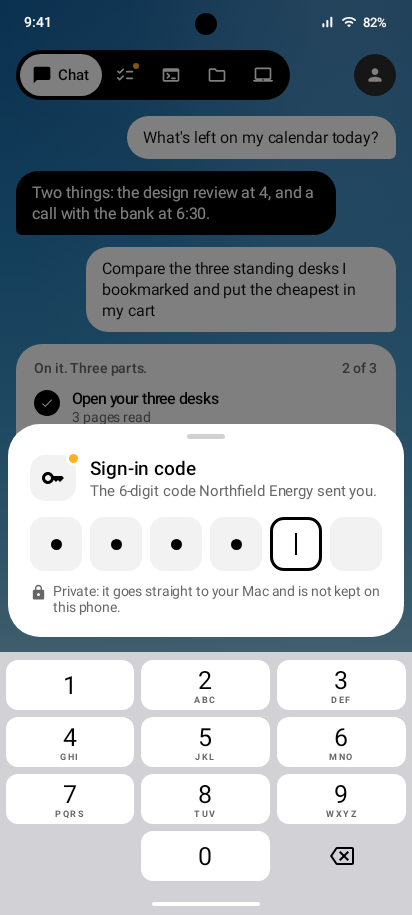 9:41
82%
Chat
What's left on my calendar today?
Two things: the design review at 4, and a
call with the bank at 6:30.
Compare the three standing desks I
bookmarked and put the cheapest in
my cart
On it. Three parts.
2 of 3
Open your three desks
3 pages read
Sign-in code
The 6-digit code Northfield Energy sent you.
Private: it goes straight to your Mac and is not kept on
this phone.
1
2
ABC
3
DEF
4
GHI
5
JKL
6
MNO
7
PQRS
8
TUV
9
WXYZ
0